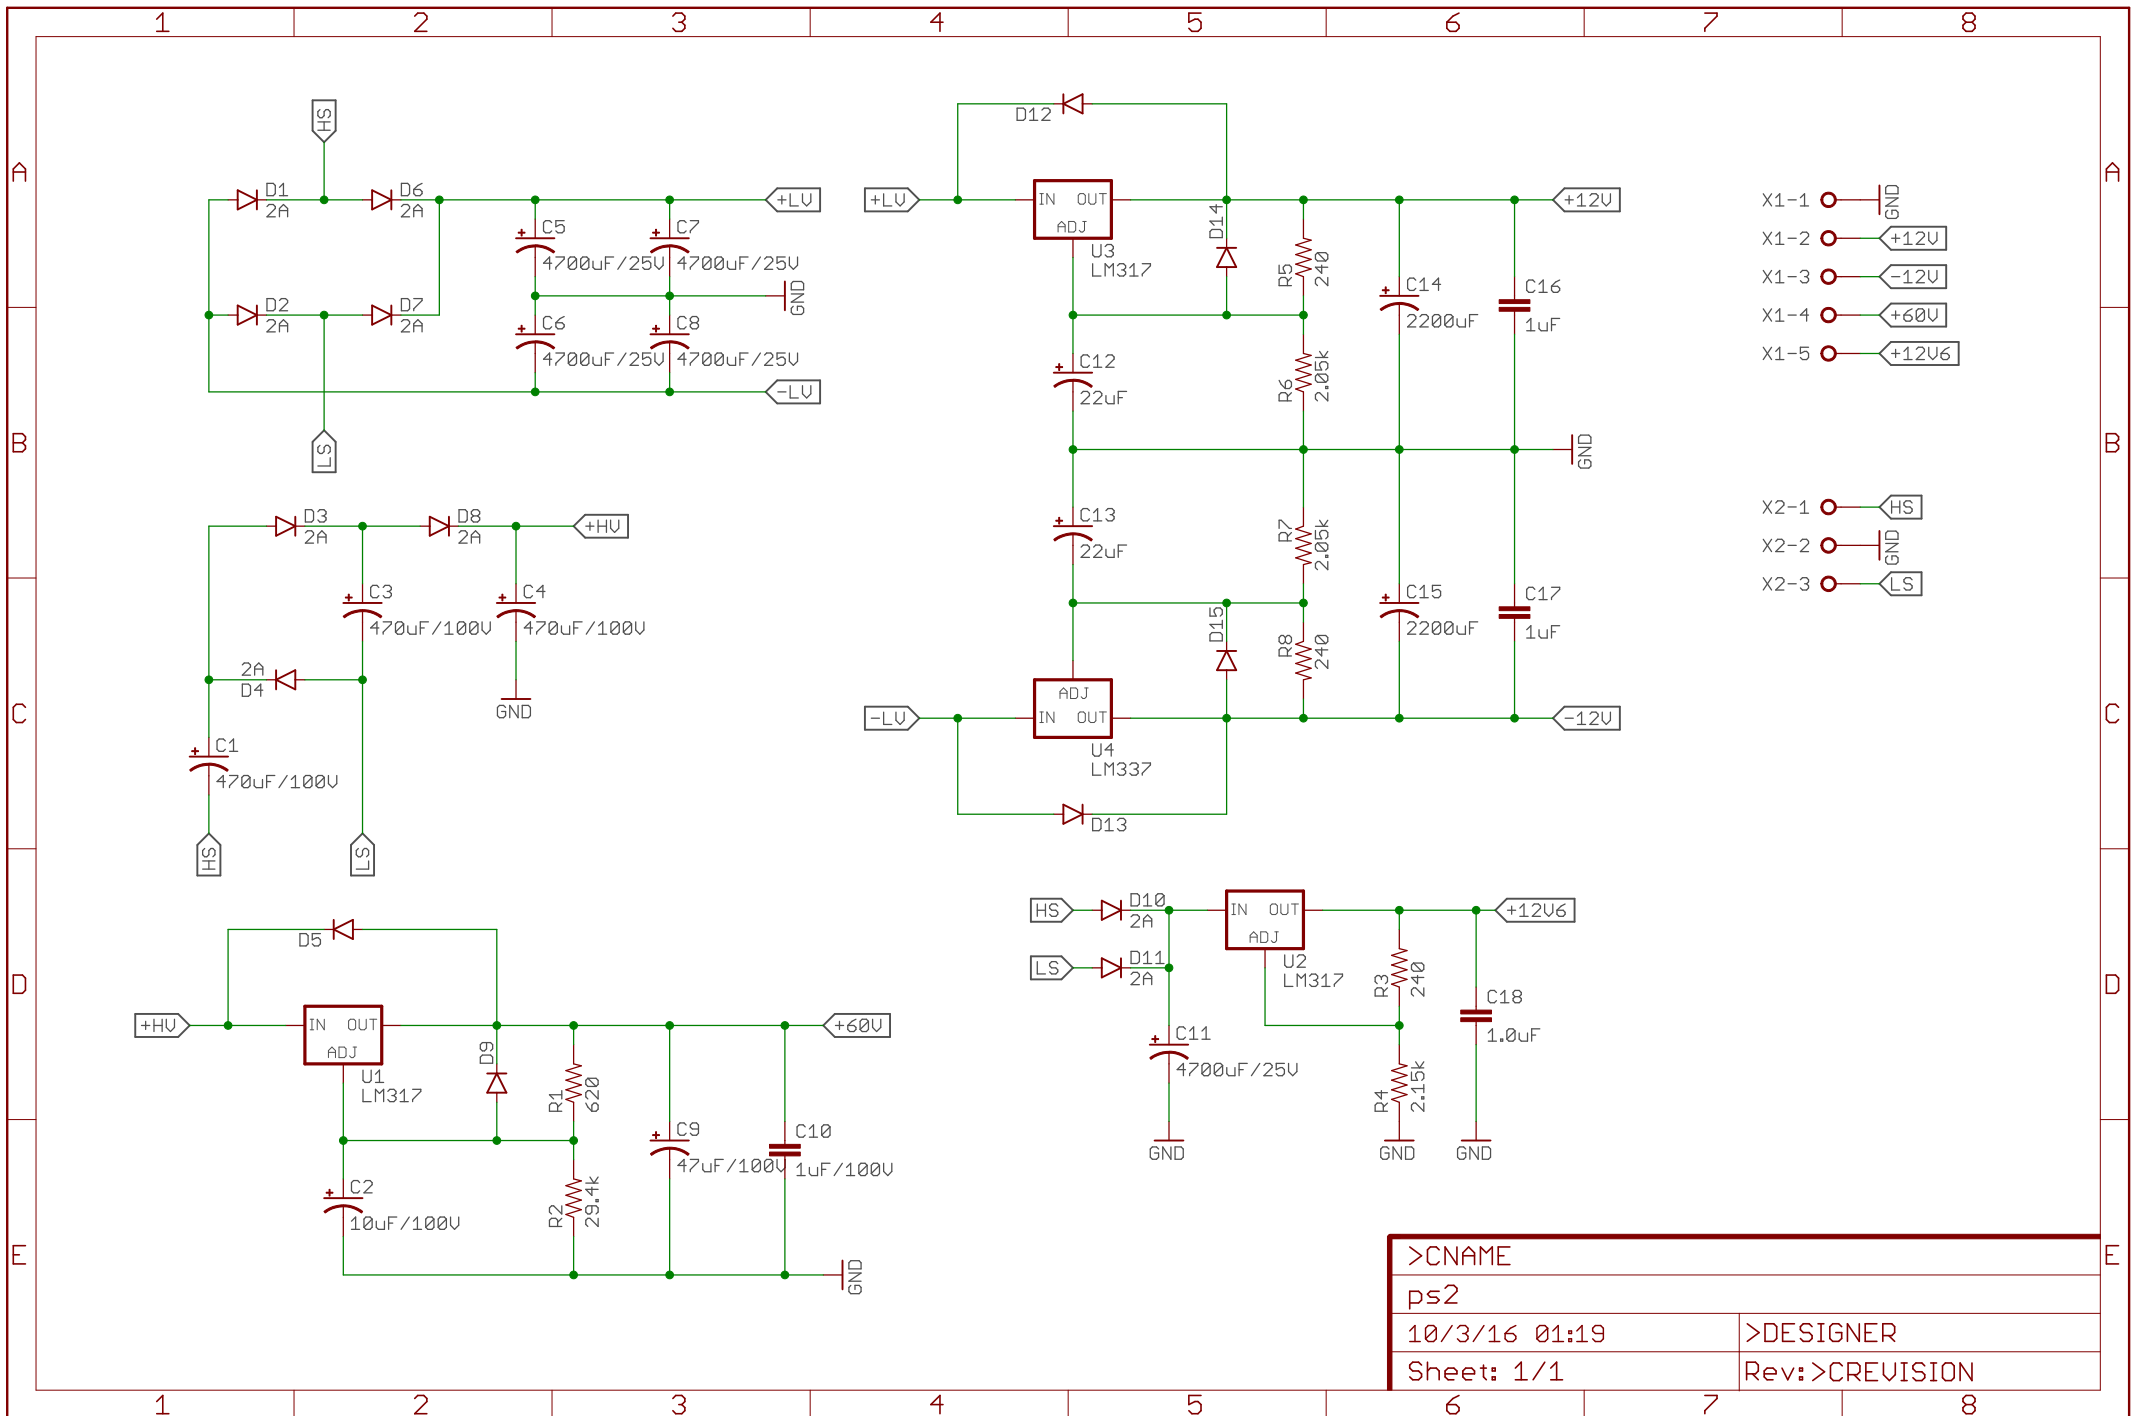 1 2 3 4 5 6 7 8
A A
B B
C C
D D
E E
HS
D1
2A
D6
2A
D2
2A
D7
2A
C5
4700uF/25V
C7
4700uF/25V
C6
4700uF/25V
C8
4700uF/25V
+LV
GND
-LV
LS
D3
2A
D8
2A
+HV
C3
470uF/100V
C4
470uF/100V
2A
D4
GND
C1
470uF/100V
HS
LS
D5
+HV
IN OUT
ADJ
U1
LM317
D9
R1
620
+60V
C2
10uF/100V
R2
29.4k
C9
47uF/100V
C10
1uF/100V
GND
D12
+LV
IN OUT
ADJ
U3
LM317
D14
R5
240
C14
2200uF
C16
1uF
+12V
C12
22uF
R6
2.05k
GND
C13
22uF
R7
2.05k
D15
R8
240
C15
2200uF
C17
1uF
-LV
ADJ
IN OUT
U4
LM337
-12V
D13
HS
D10
2A
LS
D11
2A
IN OUT
ADJ
U2
LM317
+12V6
R3
240
C18
1.0uF
C11
4700uF/25V
R4
2.15k
GND
GND
GND
X1-1 GND
X1-2 +12V
X1-3 -12V
X1-4 +60V
X1-5 +12V6
X2-1 HS
X2-2 GND
X2-3 LS
>CNAME
ps2
10/3/16 01:19 >DESIGNER
Sheet: 1/1 Rev:>CREVISION
1 2 3 4 5 6 7 8